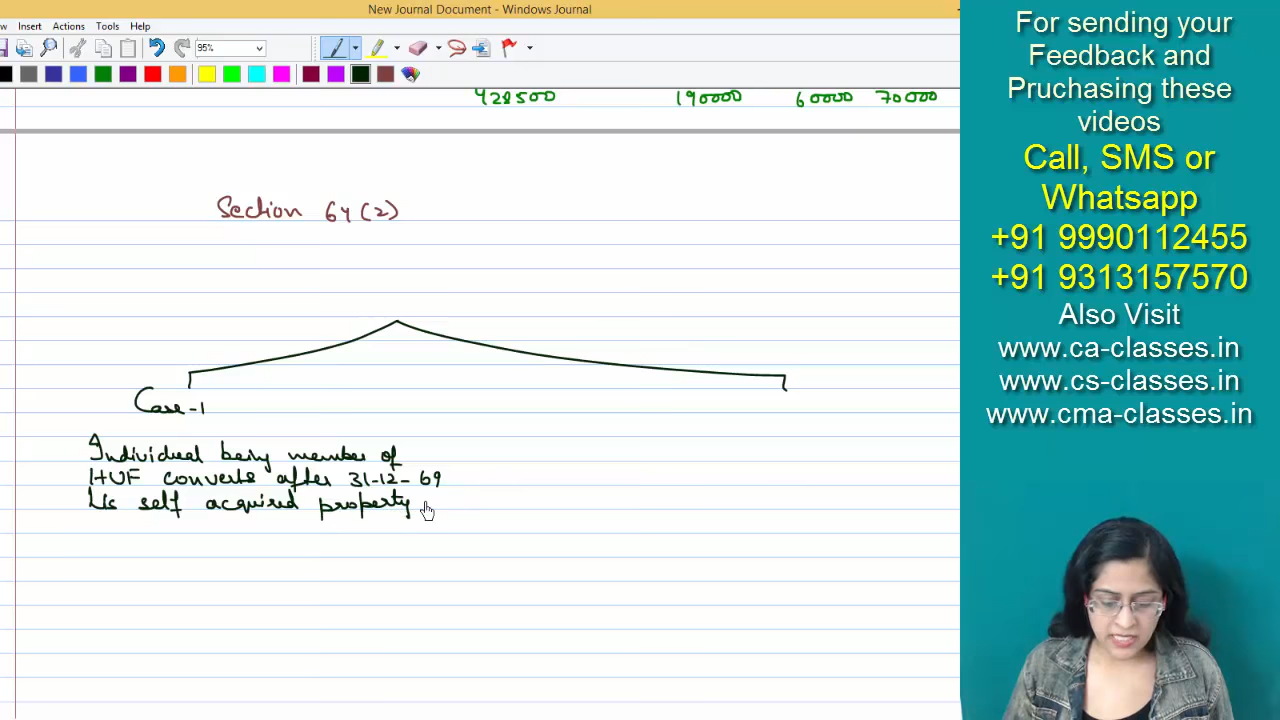 New Journal Document - Windows Journal
Insert Actions Tools Help
95%
428500 190000 60000 70000
Section 64(2)
Case-1
Individual being member of
HUF converts after 31-12-69
his self acquired property
For sending your
Feedback and
Pruchasing these
videos
Call, SMS or
Whatsapp
+91 9990112455
+91 9313157570
Also Visit
www.ca-classes.in
www.cs-classes.in
www.cma-classes.in